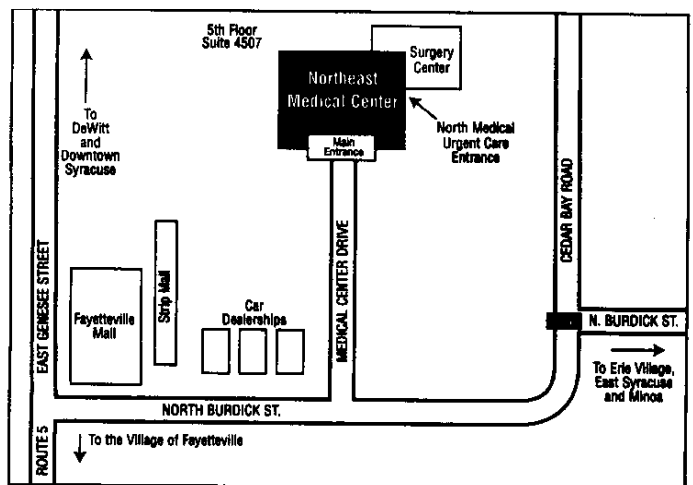 5th Floor
Suite 4507
Surgery
Center
Northeast
Medical Center
Main
Entrance
North Medical
Urgent Care
Entrance
To
DeWitt
and
Downtown
Syracuse
EAST GENESEE STREET
ROUTE 5
Fayetteville
Mall
Strip Mall
Car
Dealerships
MEDICAL CENTER DRIVE
CEDAR BAY ROAD
N. BURDICK ST.
To Erie Village,
East Syracuse
and Minoa
NORTH BURDICK ST.
To the Village of Fayetteville